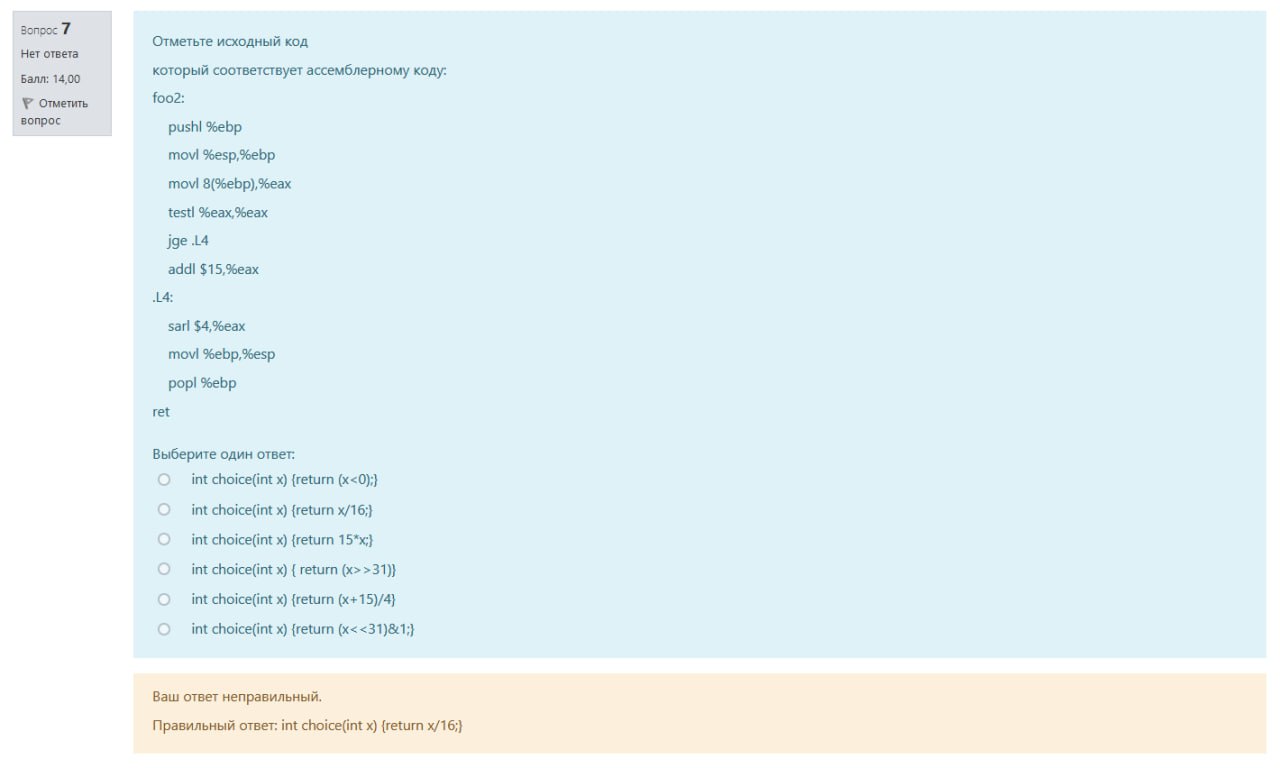 Вопрос 7
Нет ответа
Балл: 14,00
Отметить
вопрос
Отметьте исходный код
который соответствует ассемблерному коду:
foo2:
pushl %ebp
movl %esp,%ebp
movl 8(%ebp),%eax
testl %eax,%eax
jge .L4
addl $15,%eax
.L4:
sarl $4,%eax
movl %ebp,%esp
popl %ebp
ret
Выберите один ответ:
int choice(int x) {return (x<0);}
int choice(int x) {return x/16;}
int choice(int x) {return 15*x;}
int choice(int x) { return (x>>31)}
int choice(int x) {return (x+15)/4}
int choice(int x) {return (x<<31)&1;}
Ваш ответ неправильный.
Правильный ответ: int choice(int x) {return x/16;}